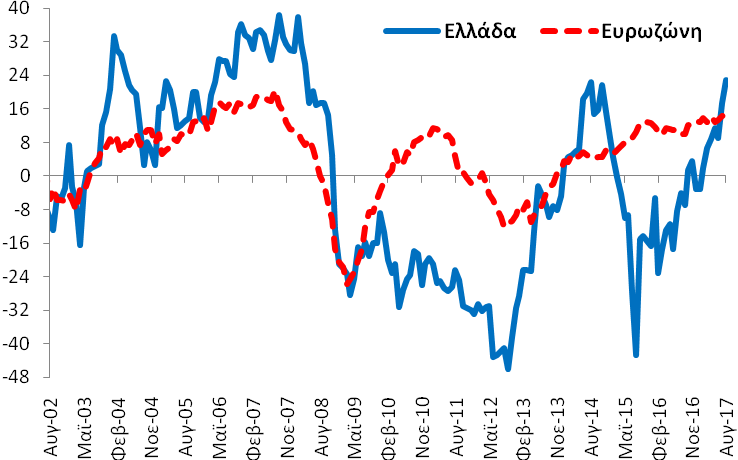 Ελλάδα Ευρωζώνη
40
32
24
16
8
0
-8
-16
-24
-32
-40
-48
Αυγ-02
Μαϊ-03
Φεβ-04
Νοε-04
Αυγ-05
Μαϊ-06
Φεβ-07
Νοε-07
Αυγ-08
Μαϊ-09
Φεβ-10
Νοε-10
Αυγ-11
Μαϊ-12
Φεβ-13
Νοε-13
Αυγ-14
Μαϊ-15
Φεβ-16
Νοε-16
Αυγ-17